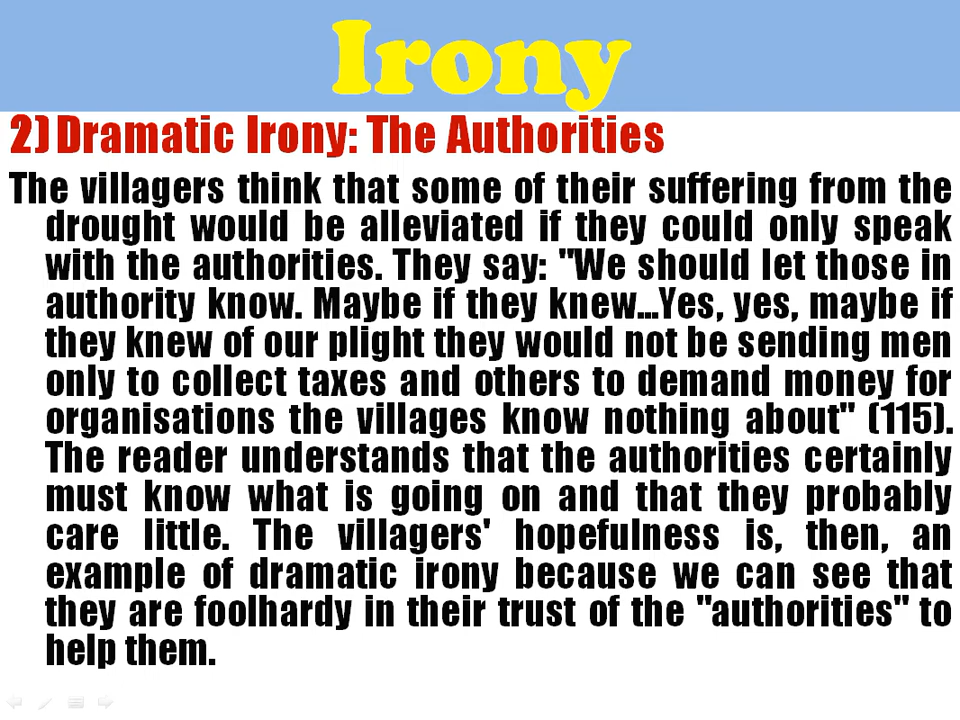 Irony
2) Dramatic Irony: The Authorities
The villagers think that some of their suffering from the
drought would be alleviated if they could only speak
with the authorities. They say: "We should let those in
authority know. Maybe if they knew...Yes, yes, maybe if
they knew of our plight they would not be sending men
only to collect taxes and others to demand money for
organisations the villages know nothing about" (115).
The reader understands that the authorities certainly
must know what is going on and that they probably
care little. The villagers' hopefulness is, then, an
example of dramatic irony because we can see that
they are foolhardy in their trust of the "authorities" to
help them.